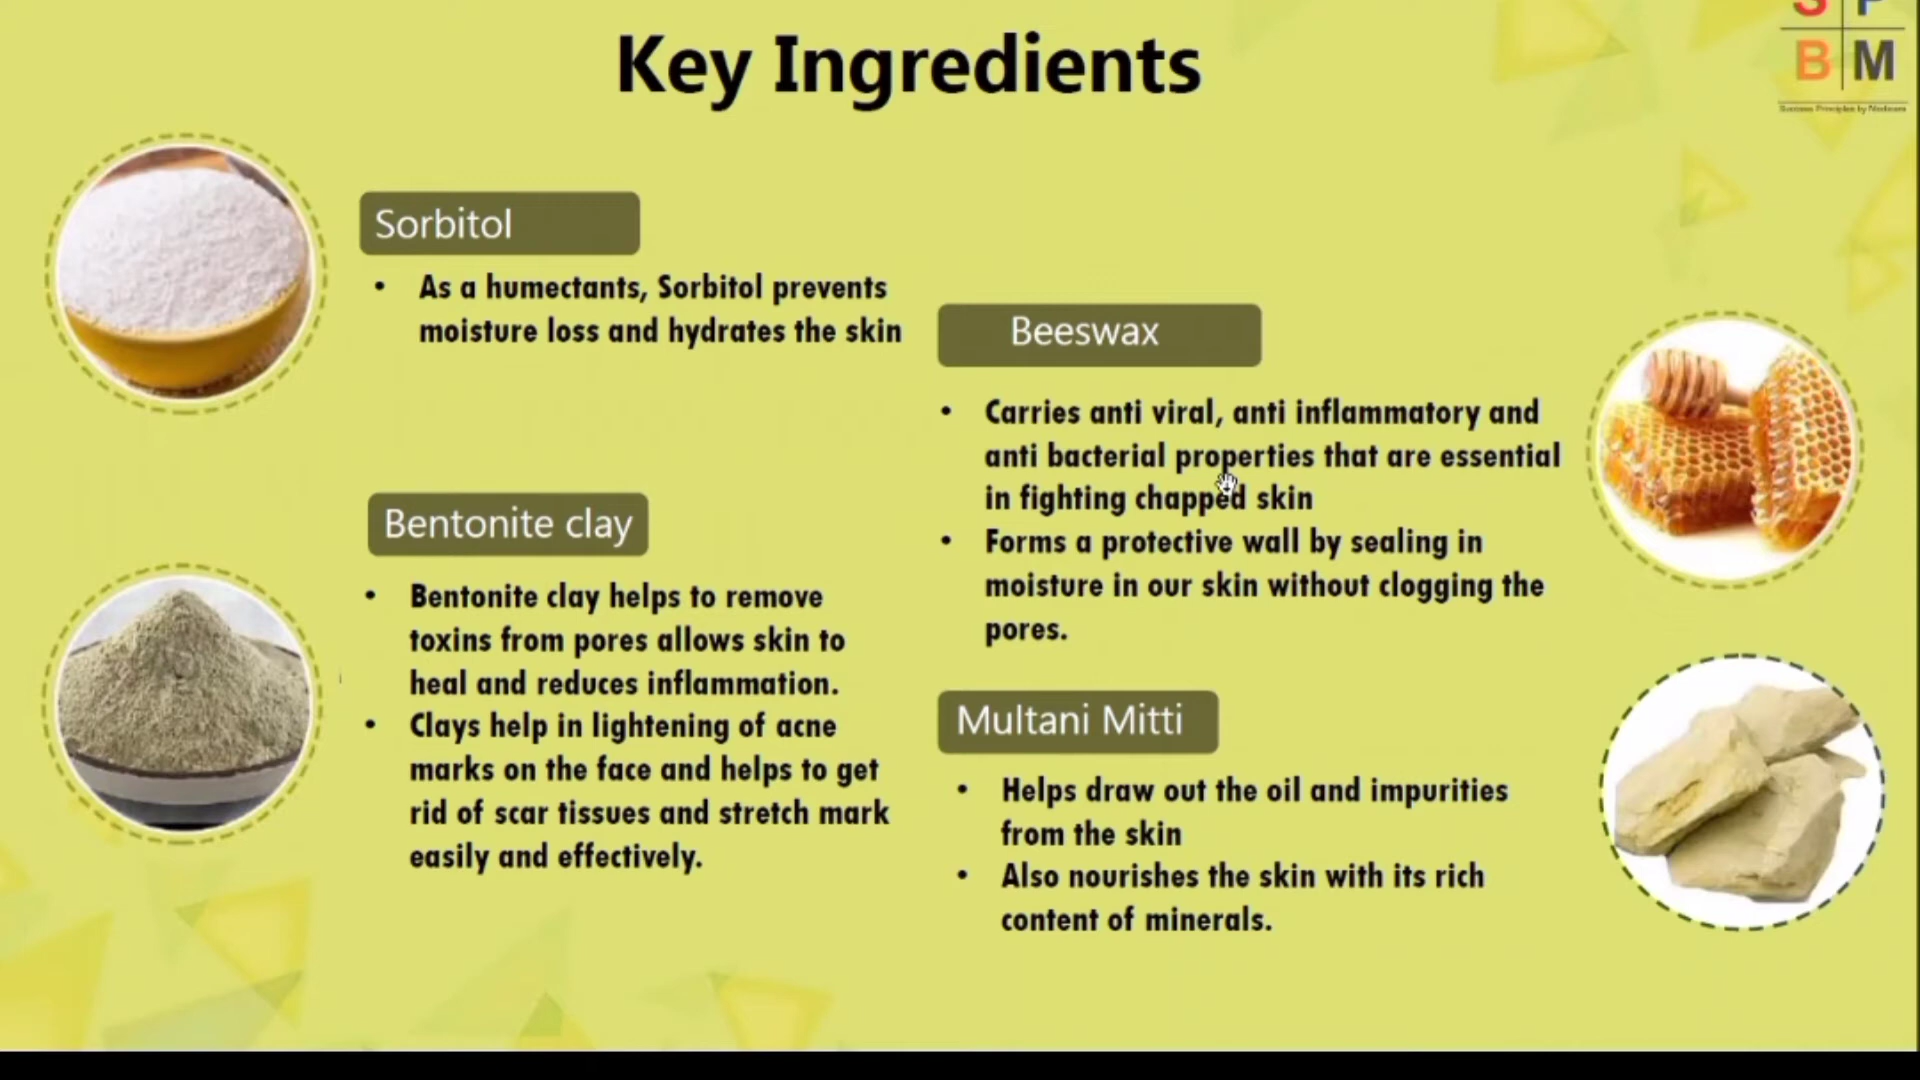 Key Ingredients
S P
B M
Success Principles by Modicare
Sorbitol
• As a humectants, Sorbitol prevents
moisture loss and hydrates the skin
Bentonite clay
• Bentonite clay helps to remove
toxins from pores allows skin to
heal and reduces inflammation.
• Clays help in lightening of acne
marks on the face and helps to get
rid of scar tissues and stretch mark
easily and effectively.
Beeswax
• Carries anti viral, anti inflammatory and
anti bacterial properties that are essential
in fighting chapped skin
• Forms a protective wall by sealing in
moisture in our skin without clogging the
pores.
Multani Mitti
• Helps draw out the oil and impurities
from the skin
• Also nourishes the skin with its rich
content of minerals.